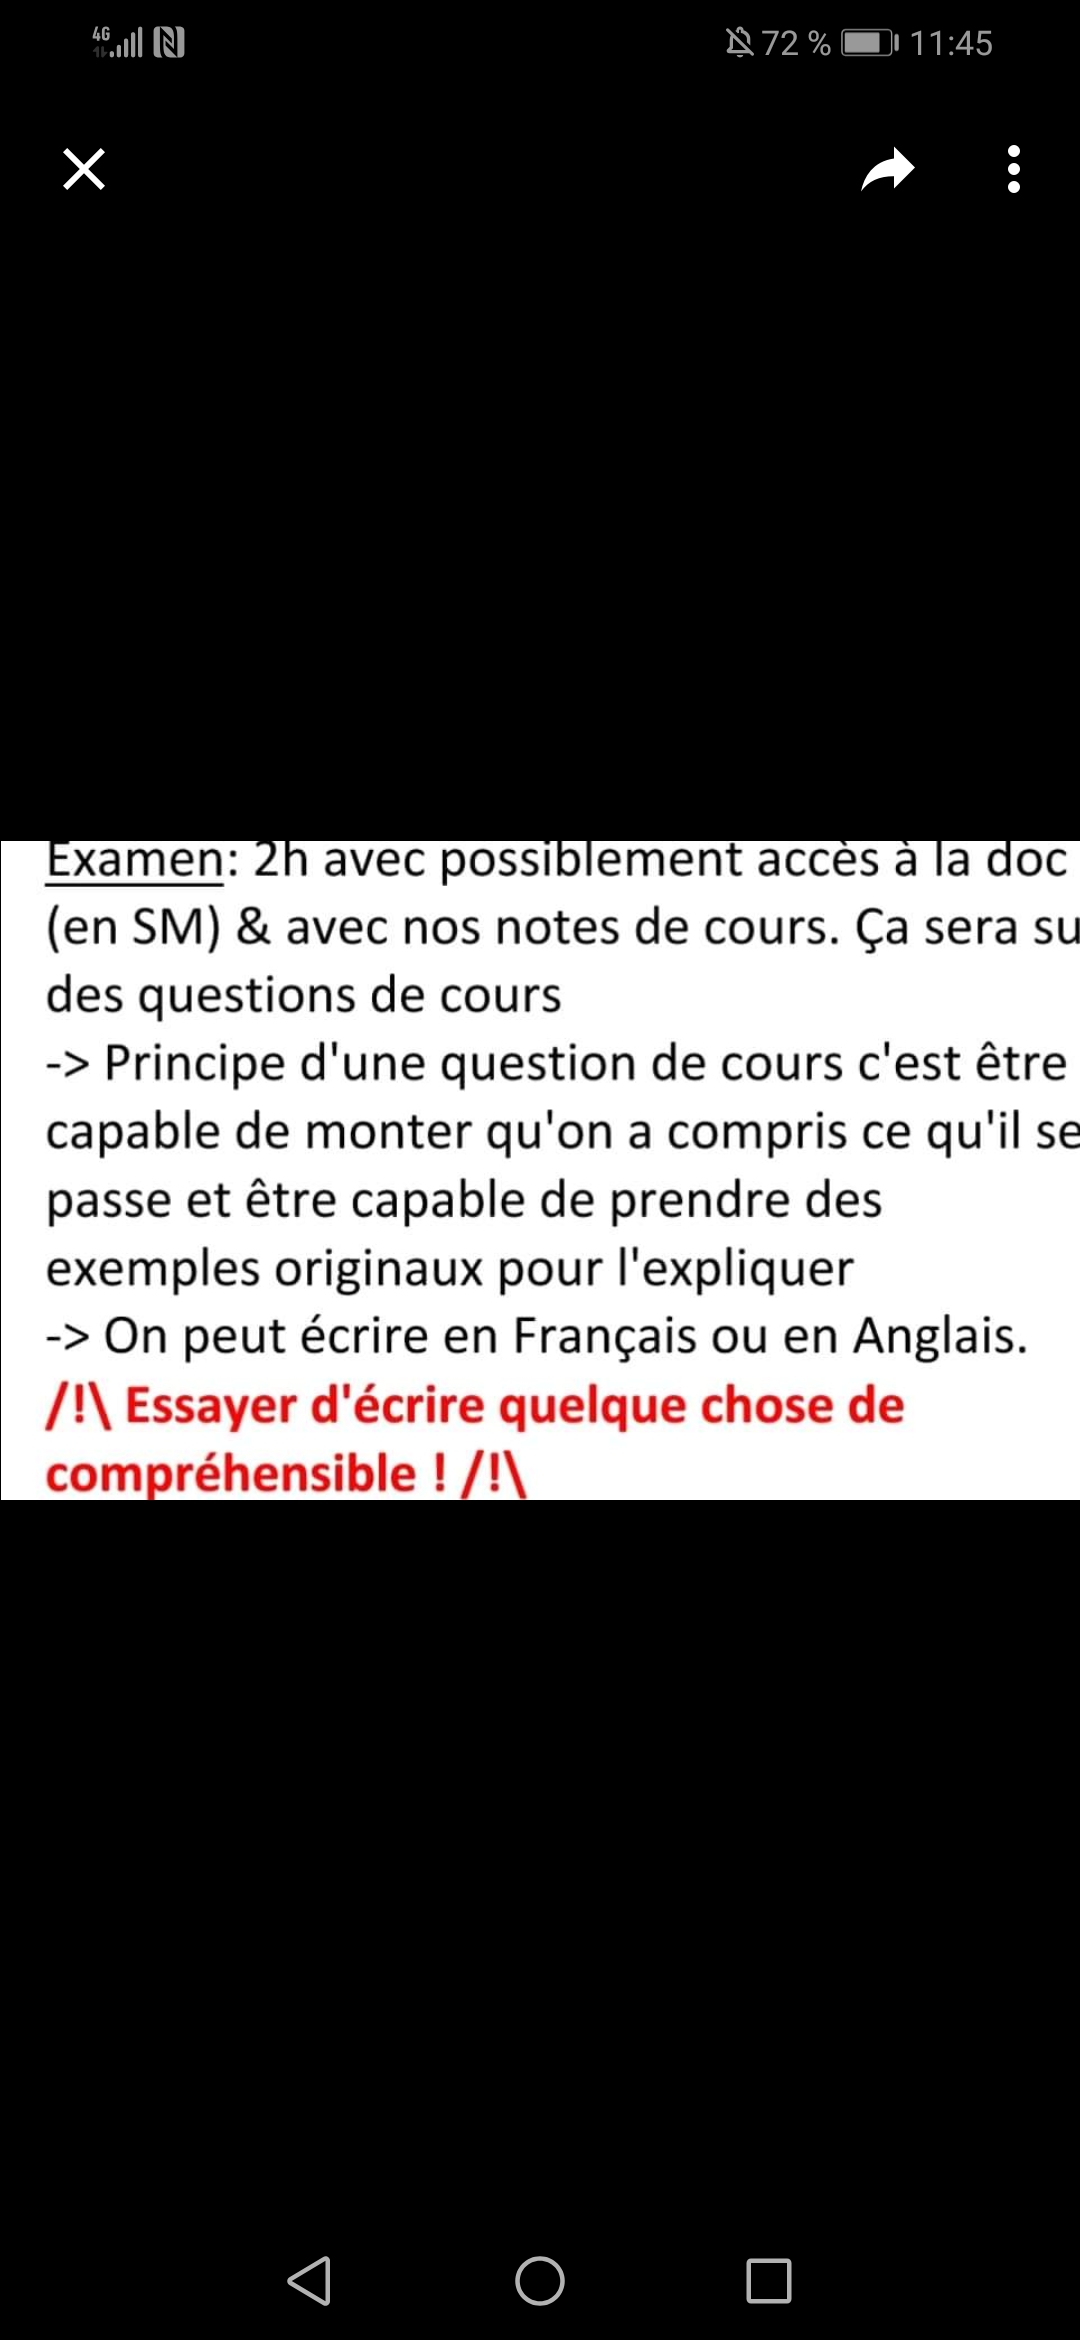 4G 72 % 11:45
Examen: 2h avec possiblement accès à la doc
(en SM) & avec nos notes de cours. Ça sera su
des questions de cours
-> Principe d'une question de cours c'est être
capable de monter qu'on a compris ce qu'il se
passe et être capable de prendre des
exemples originaux pour l'expliquer
-> On peut écrire en Français ou en Anglais.
/!\ Essayer d'écrire quelque chose de
compréhensible ! /!\